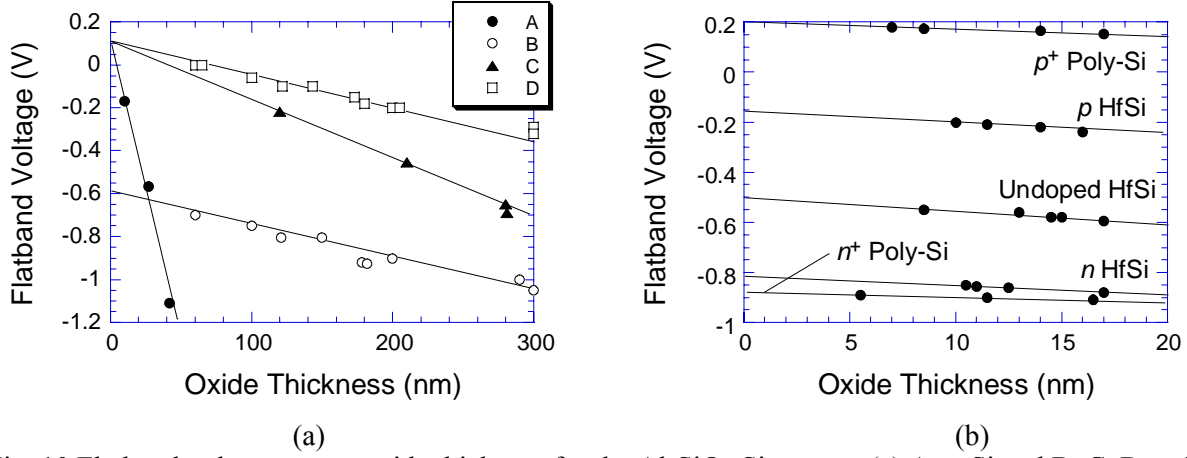 0.2
0
-0.2
-0.4
-0.6
-0.8
-1
-1.2
Flatband Voltage (V)
A
B
C
D
0 100 200 300
Oxide Thickness (nm)
(a)
0.2
0
-0.2
-0.4
-0.6
-0.8
-1
Flatband Voltage (V)
p+ Poly-Si
p HfSi
Undoped HfSi
n+ Poly-Si
n HfSi
0 5 10 15 20
Oxide Thickness (nm)
(b)